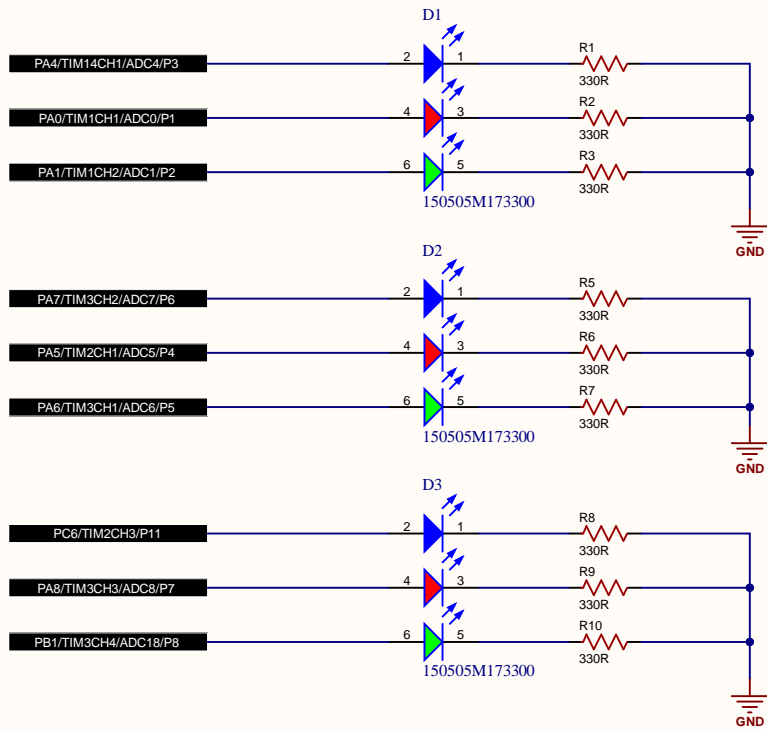 D1
PA4/TIM14CH1/ADC4/P3 2 1 R1 330R
PA0/TIM1CH1/ADC0/P1 4 3 R2 330R
PA1/TIM1CH2/ADC1/P2 6 5 R3 330R
150505M173300
GND
D2
PA7/TIM3CH2/ADC7/P6 2 1 R5 330R
PA5/TIM2CH1/ADC5/P4 4 3 R6 330R
PA6/TIM3CH1/ADC6/P5 6 5 R7 330R
150505M173300
GND
D3
PC6/TIM2CH3/P11 2 1 R8 330R
PA8/TIM3CH3/ADC8/P7 4 3 R9 330R
PB1/TIM3CH4/ADC18/P8 6 5 R10 330R
150505M173300
GND